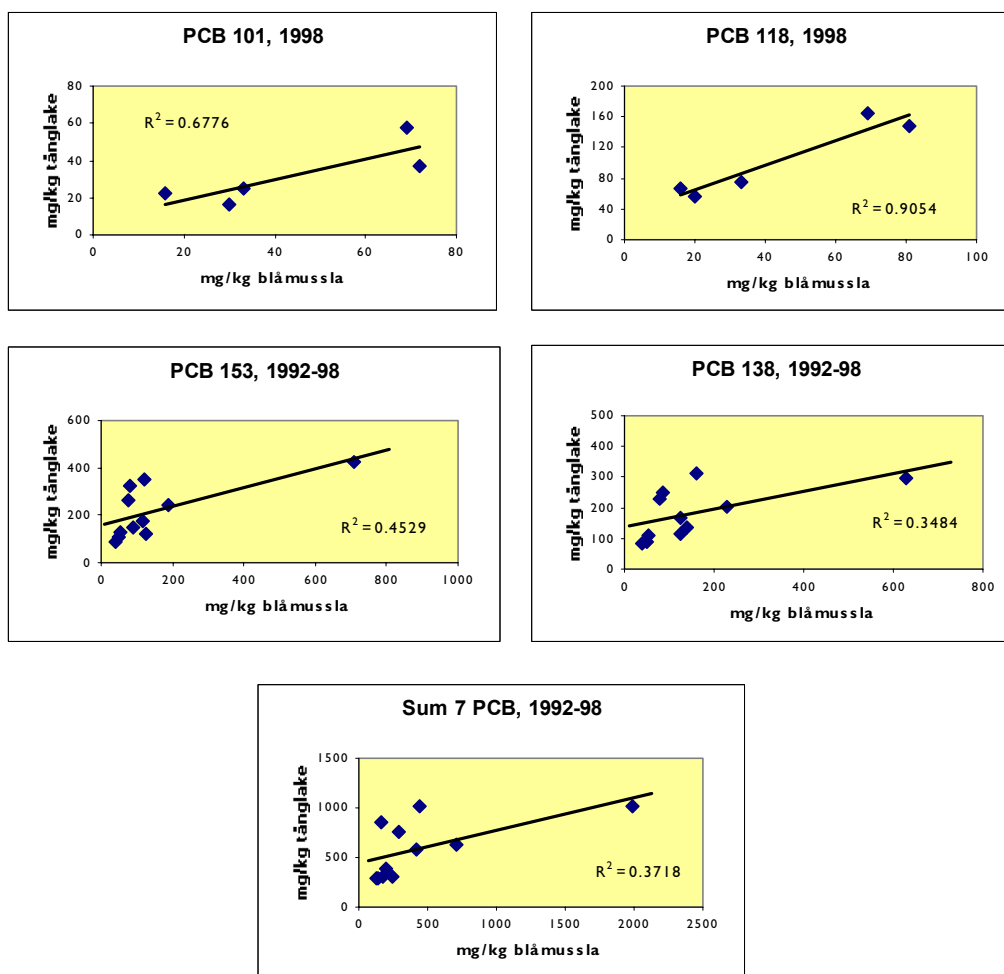 PCB 101, 1998
mg/kg tånglake
80
60
40
20
0
R² = 0.6776
0 20 40 60 80
mg/kg blåmussla
PCB 118, 1998
mg/kg tånglake
200
160
120
80
40
0
R² = 0.9054
0 20 40 60 80 100
mg/kg blåmussla
PCB 153, 1992-98
mg/kg tånglake
600
400
200
0
R² = 0.4529
0 200 400 600 800 1000
mg/kg blåmussla
PCB 138, 1992-98
mg/kg tånglake
500
400
300
200
100
0
R² = 0.3484
0 200 400 600 800
mg/kg blåmussla
Sum 7 PCB, 1992-98
mg/kg tånglake
1500
1000
500
0
R² = 0.3718
0 500 1000 1500 2000 2500
mg/kg blåmussla